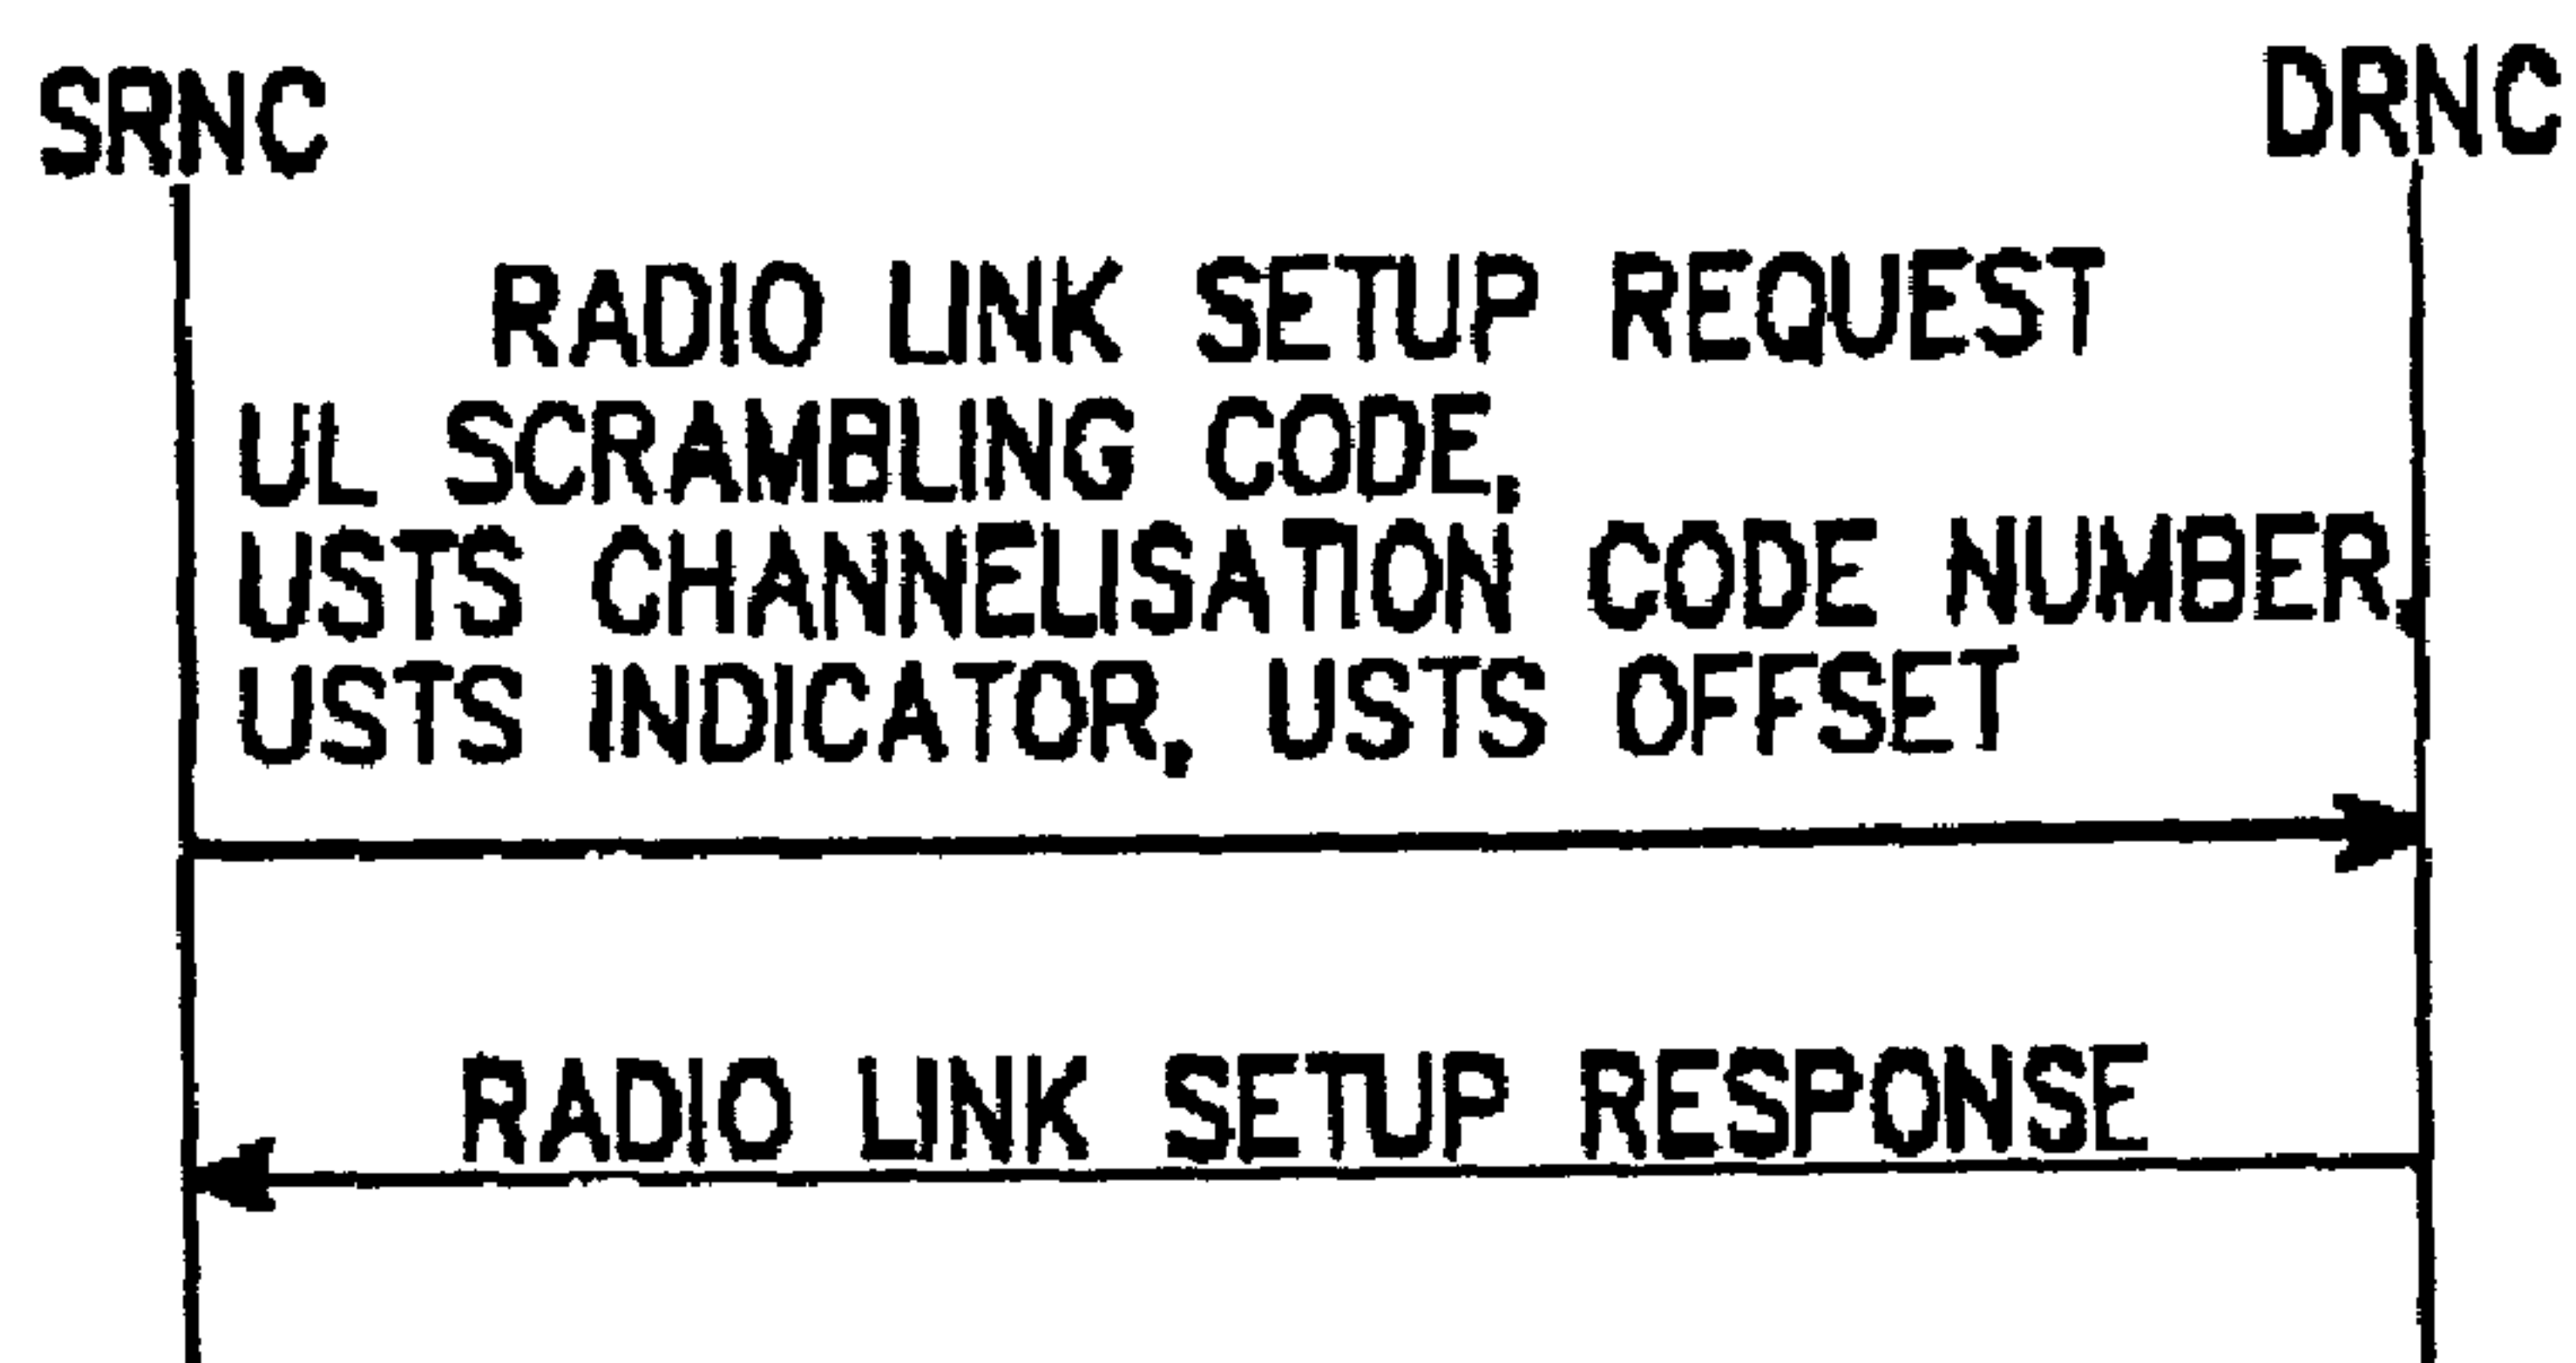 SRNC DRNC
RADIO LINK SETUP REQUEST
UL SCRAMBLING CODE,
USTS CHANNELISATION CODE NUMBER,
USTS INDICATOR, USTS OFFSET
RADIO LINK SETUP RESPONSE